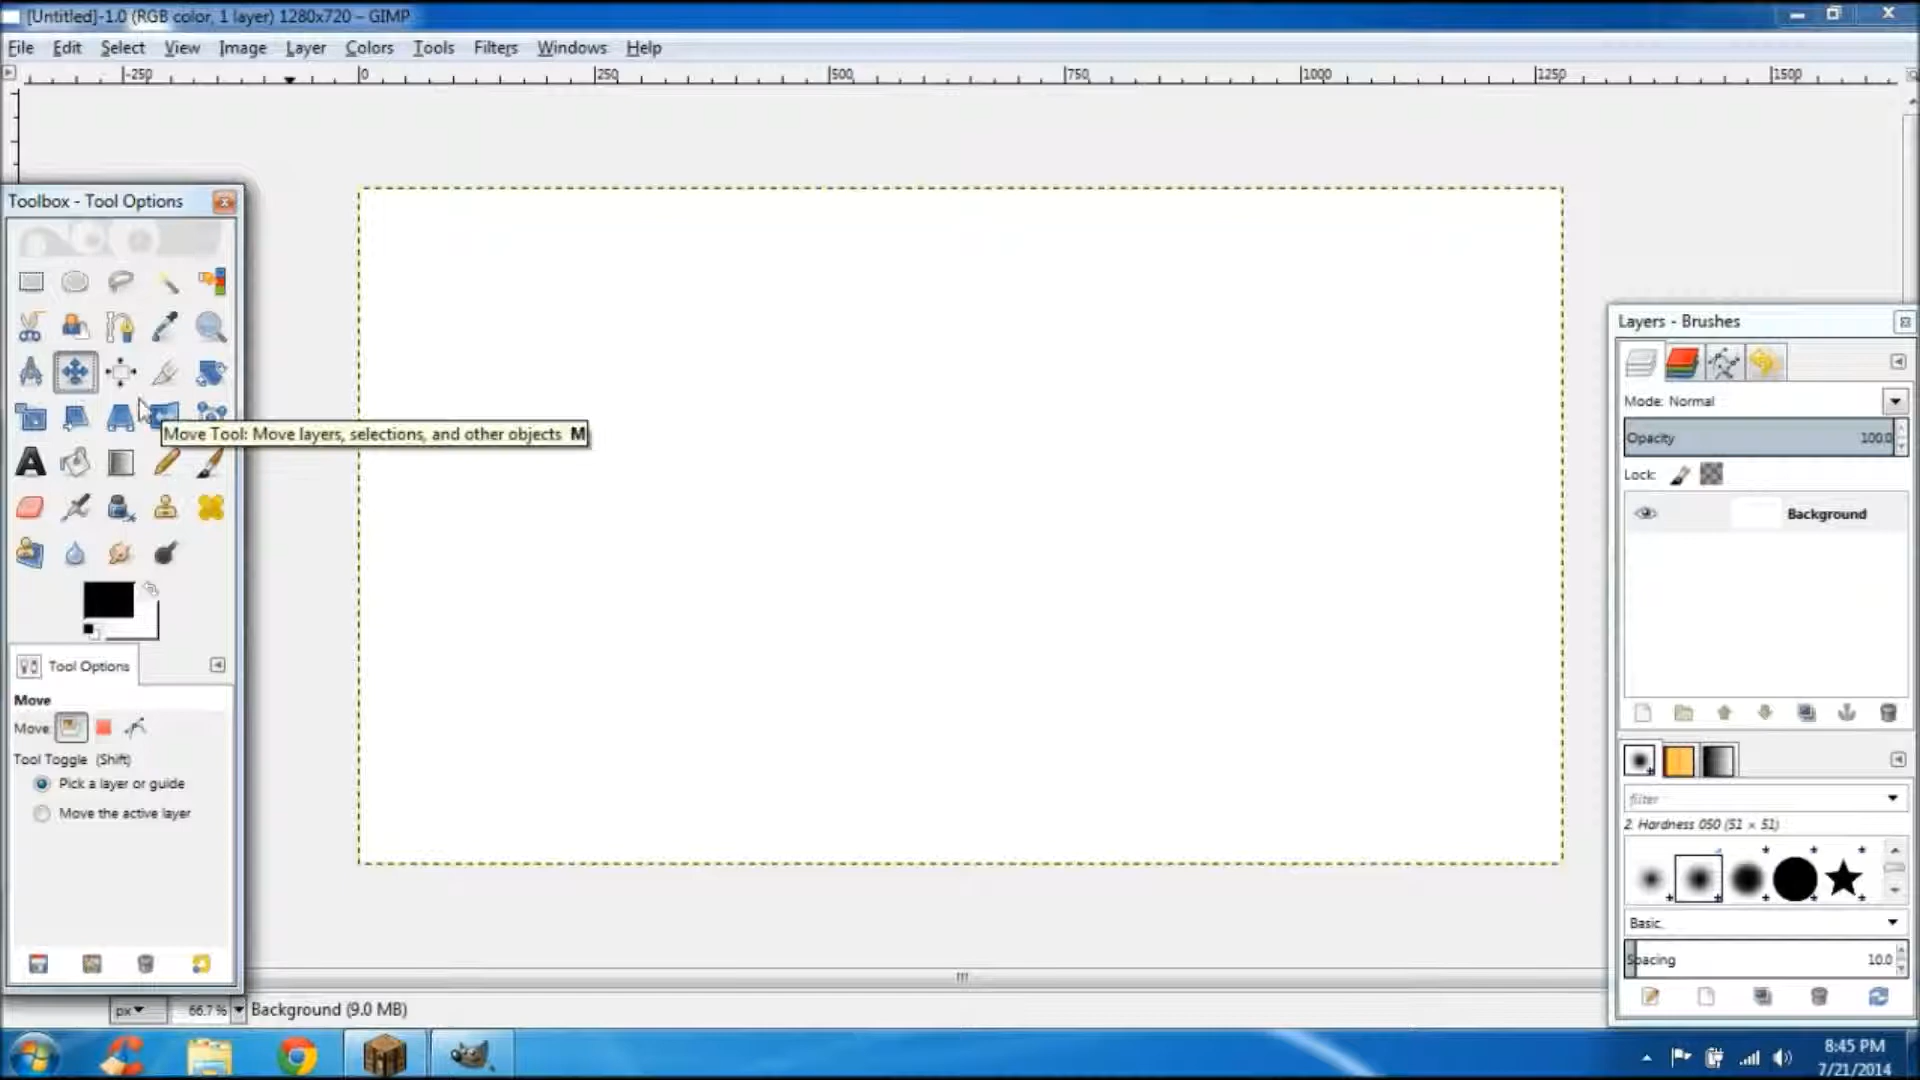 [Untitled]-1.0 (RGB color, 1 layer) 1280x720 – GIMP
File Edit Select View Image Layer Colors Tools Filters Windows Help
-250 0 250 500 750 1000 1250 1500
Toolbox - Tool Options
Move Tool: Move layers, selections, and other objects M
Tool Options
Move
Move:
Tool Toggle (Shift)
Pick a layer or guide
Move the active layer
px 66.7% Background (9.0 MB)
Layers - Brushes
Mode: Normal
Opacity 100.0
Lock:
Background
filter
2. Hardness 050 (51 × 51)
Basic,
Spacing 10.0
8:45 PM
7/21/2014